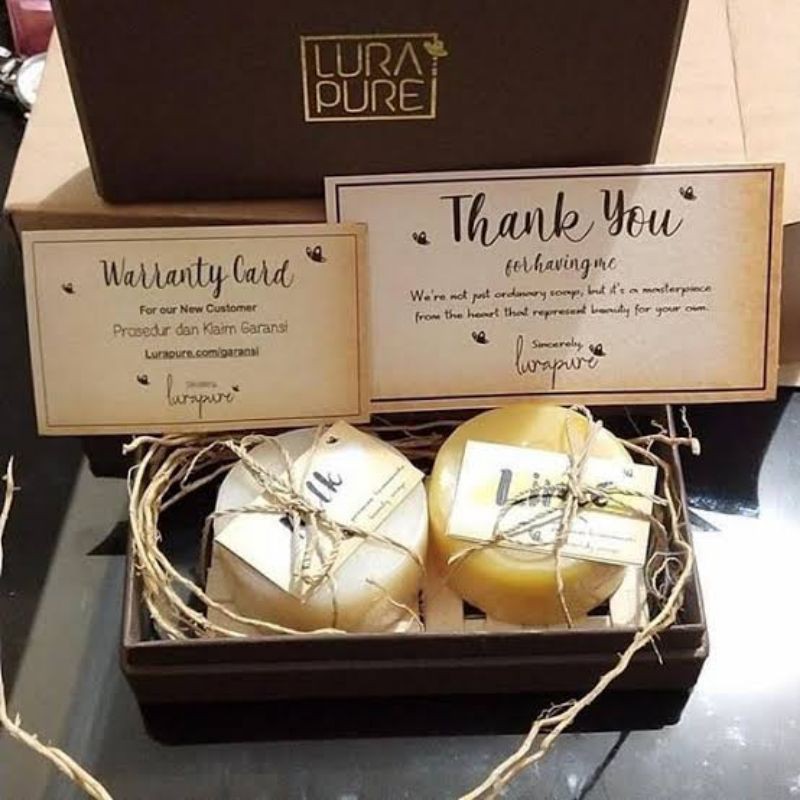 LURA
PURE
Warranty Card
For our New Customer
Prosedur dan Klaim Garansi
Lurapure.com/garansi
Sincerely,
lurapure
Thank You
for having me
We're not just ordinary soap, but it's a masterpiece
from the heart that represent beauty for your own.
Sincerely,
lurapure